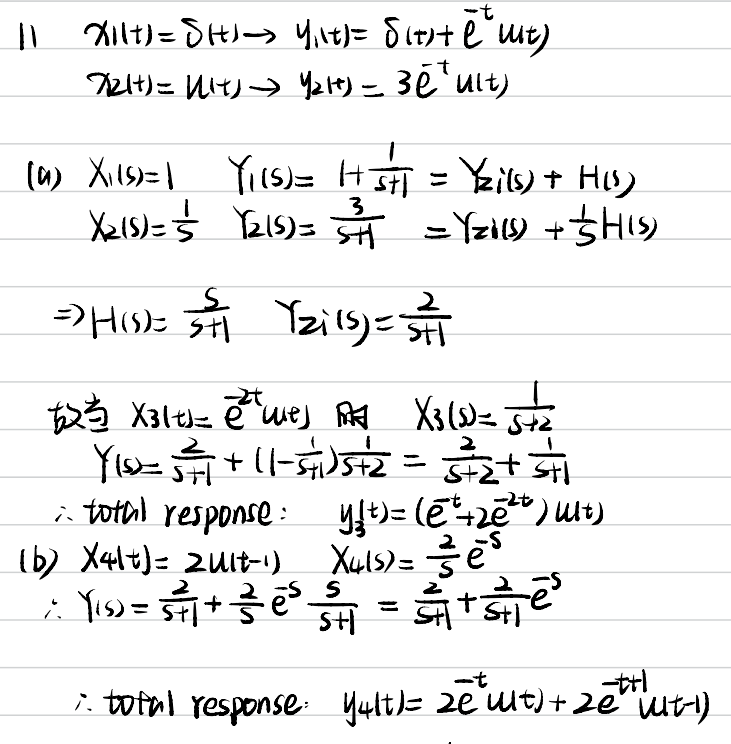 11 x1(t)=δ(t)→ y1(t)= δ(t)+e^-t u(t)
x2(t)= u(t)→ y2(t)= 3e^-t u(t)
(a) X1(s)=1 Y1(s)= 1+1/(s+1) = Yzi(s) + H(s)
X2(s)=1/s Y2(s)= 3/(s+1) =Yzi(s) +1/s H(s)
⇒H(s)= s/(s+1) Yzi(s)=2/(s+1)
故当 X3(t)= e^-2t u(t) 时 X3(s)= 1/(s+2)
Y(s)= 2/(s+1) +(1-1/(s+1))1/(s+2) = 2/(s+2)+1/(s+1)
∴ total response: y3(t)=(e^-t+2e^-2t) u(t)
(b) X4(t)= 2u(t-1) X4(s)= 2/s e^-s
∴ Y(s)= 2/(s+1)+2/s e^-s s/(s+1) = 2/(s+1)+2/(s+1)e^-s
∴ total response: y4(t)= 2e^-t u(t)+2e^-t+1 u(t-1)